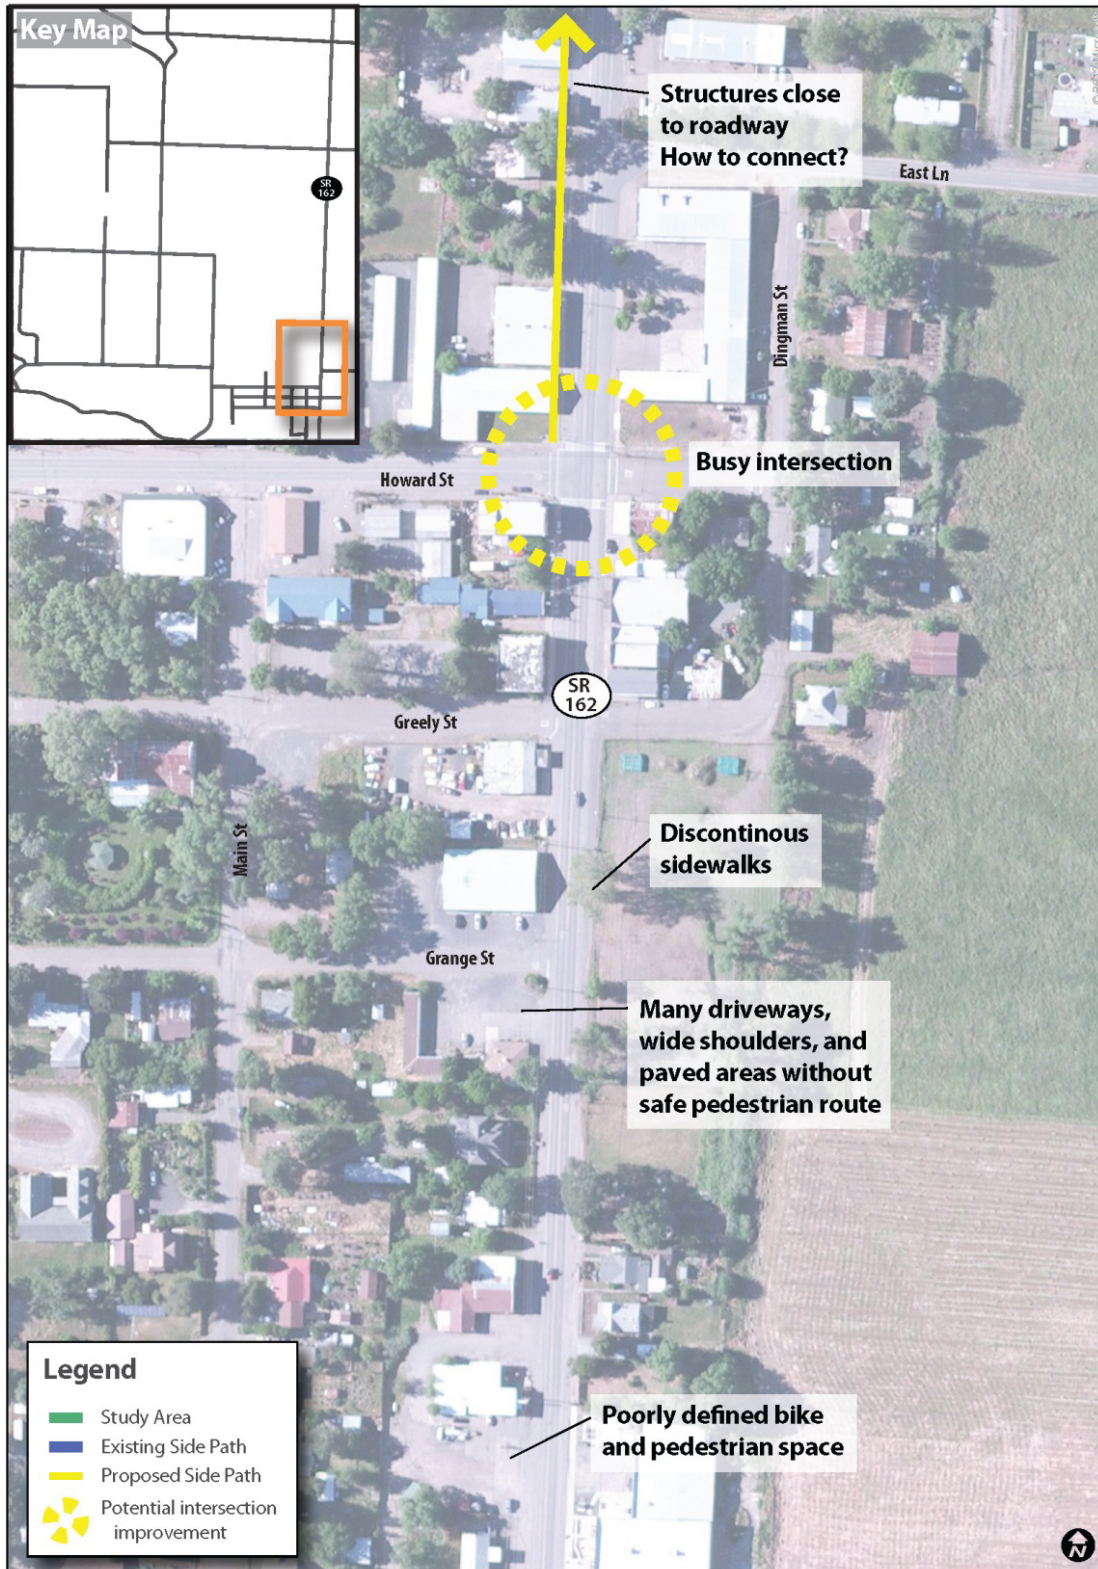 Key Map
SR
162
Structures close
to roadway
How to connect?
East Ln
Dingman St
Busy intersection
Howard St
SR
162
Greely St
Main St
Discontinous
sidewalks
Grange St
Many driveways,
wide shoulders, and
paved areas without
safe pedestrian route
Legend
Study Area
Existing Side Path
Proposed Side Path
Potential intersection
improvement
Poorly defined bike
and pedestrian space
N